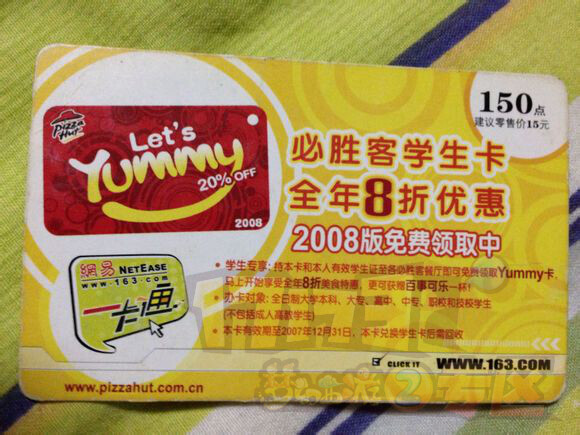 150点
建议零售价15元
Pizza Hut
Let's
Yummy
20% OFF
2008
必胜客学生卡
全年8折优惠
2008版免费领取中
網易 NETEASE
www.163.com
一卡通
• 学生专享: 持本卡和本人有效学生证至各必胜客餐厅即可免费领取Yummy卡,
马上开始享受全年8折美食特惠, 更可获赠百事可乐一杯!
• 办卡对象: 全日制大学本科、大专、高中、中专、职校和技校学生
(不包括成人高教学生)
• 本卡有效期至2007年12月31日, 本卡兑换学生卡后需回收
CLICK IT WWW.163.COM
www.pizzahut.com.cn